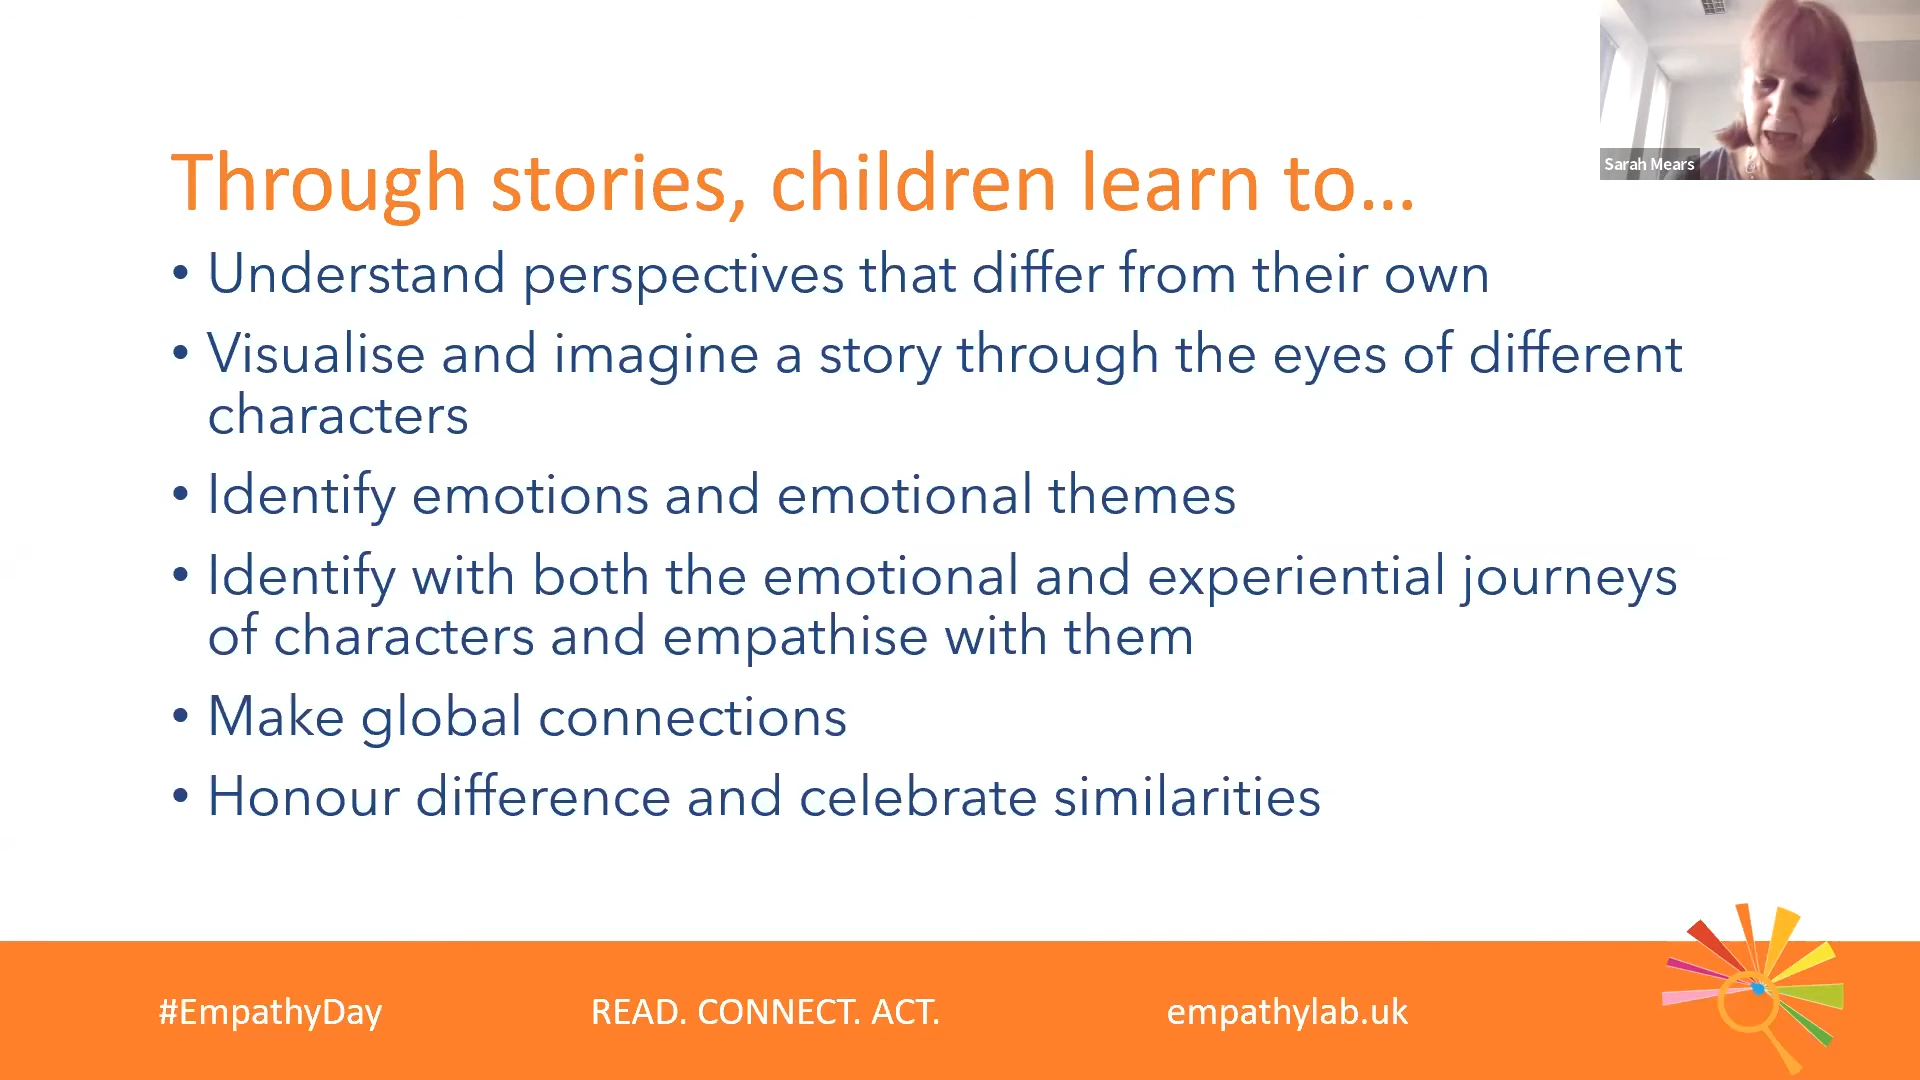 Sarah Mears
Through stories, children learn to...
• Understand perspectives that differ from their own
• Visualise and imagine a story through the eyes of different
characters
• Identify emotions and emotional themes
• Identify with both the emotional and experiential journeys
of characters and empathise with them
• Make global connections
• Honour difference and celebrate similarities
#EmpathyDay
READ. CONNECT. ACT.
empathylab.uk